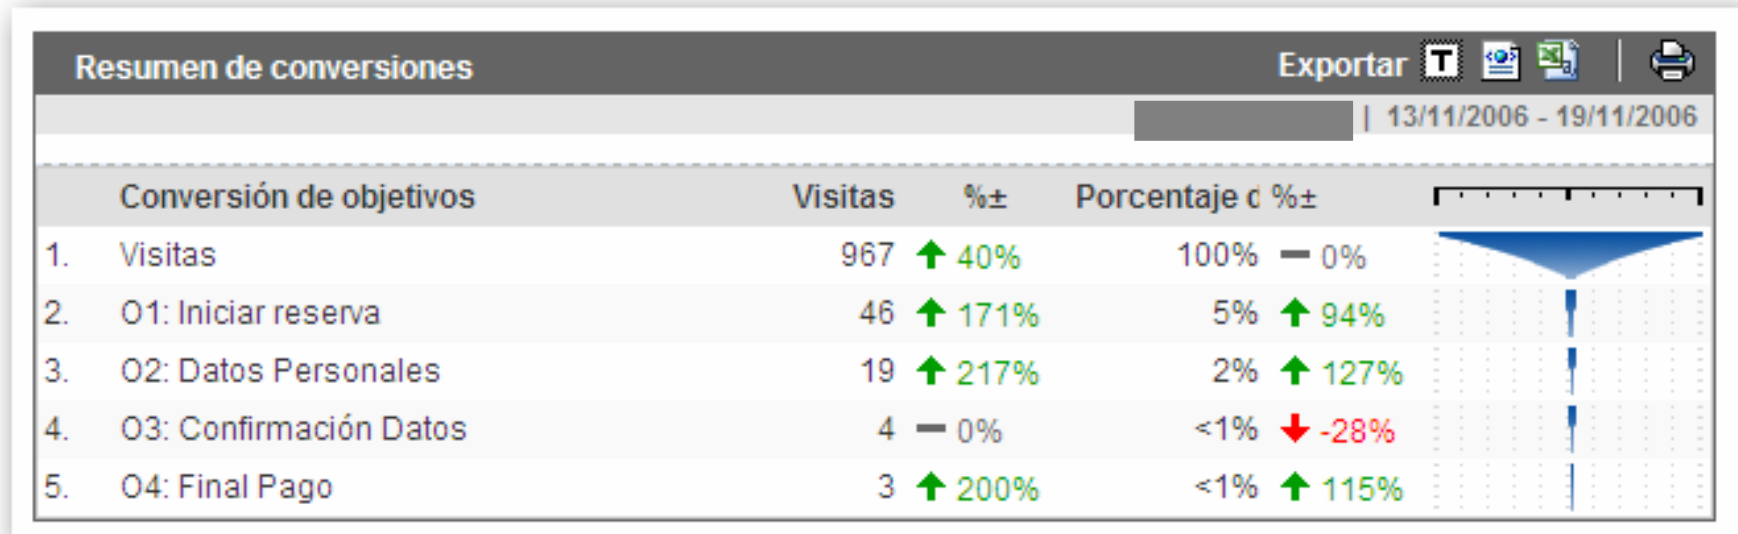 Resumen de conversiones Exportar T
| 13/11/2006 - 19/11/2006
Conversión de objetivos Visitas %± Porcentaje d %±
1. Visitas 967 40% 100% 0%
2. O1: Iniciar reserva 46 171% 5% 94%
3. O2: Datos Personales 19 217% 2% 127%
4. O3: Confirmación Datos 4 0% <1% -28%
5. O4: Final Pago 3 200% <1% 115%